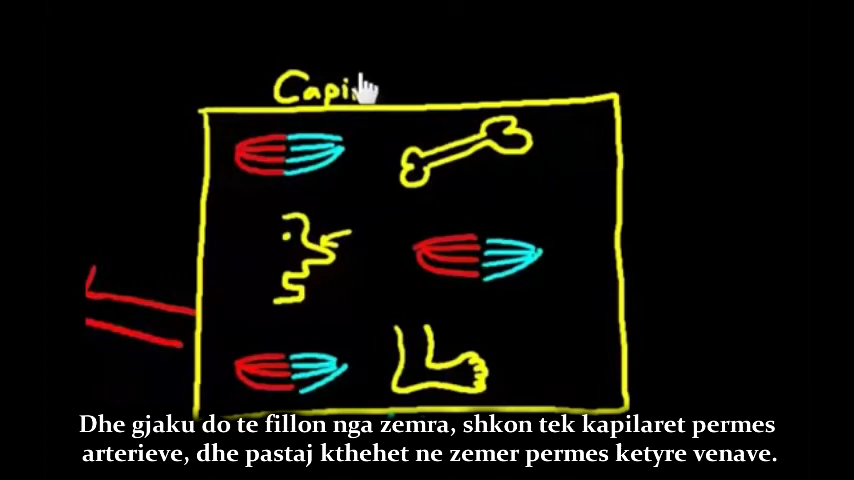 Capi
Dhe gjaku do te fillon nga zemra, shkon tek kapilaret permes
arterieve, dhe pastaj kthehet ne zemer permes ketyre venave.